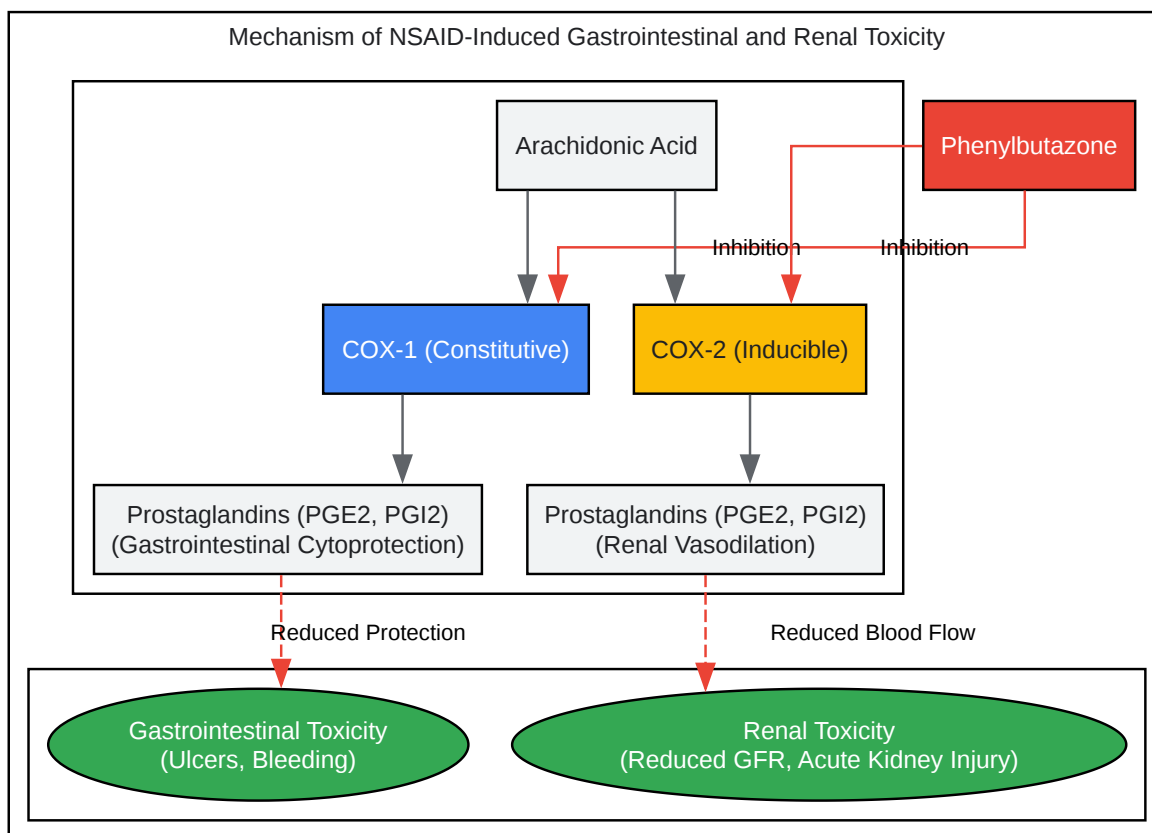 Mechanism of NSAID-Induced Gastrointestinal and Renal Toxicity
Arachidonic Acid
Phenylbutazone
Inhibition
Inhibition
COX-1 (Constitutive)
COX-2 (Inducible)
Prostaglandins (PGE2, PGI2)
(Gastrointestinal Cytoprotection)
Prostaglandins (PGE2, PGI2)
(Renal Vasodilation)
Reduced Protection
Reduced Blood Flow
Gastrointestinal Toxicity
(Ulcers, Bleeding)
Renal Toxicity
(Reduced GFR, Acute Kidney Injury)